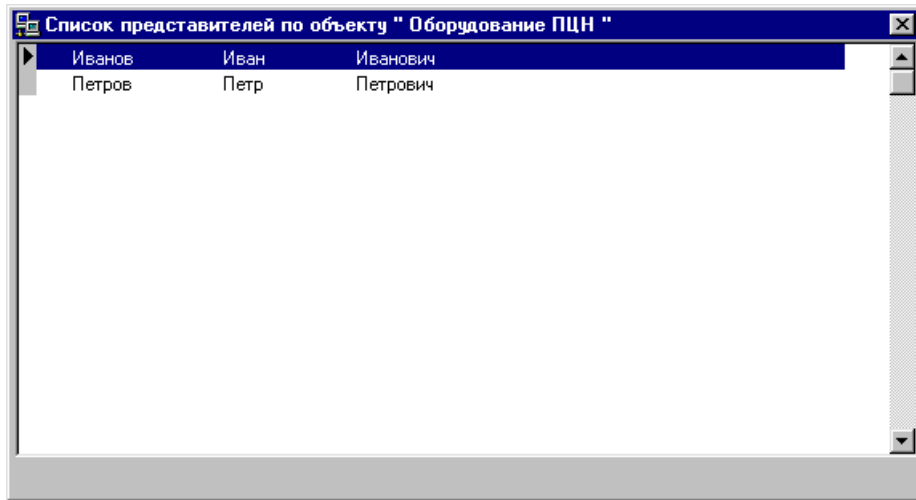 Список представителей по объекту " Оборудование ПЦН "
Иванов Иван Иванович
Петров Петр Петрович